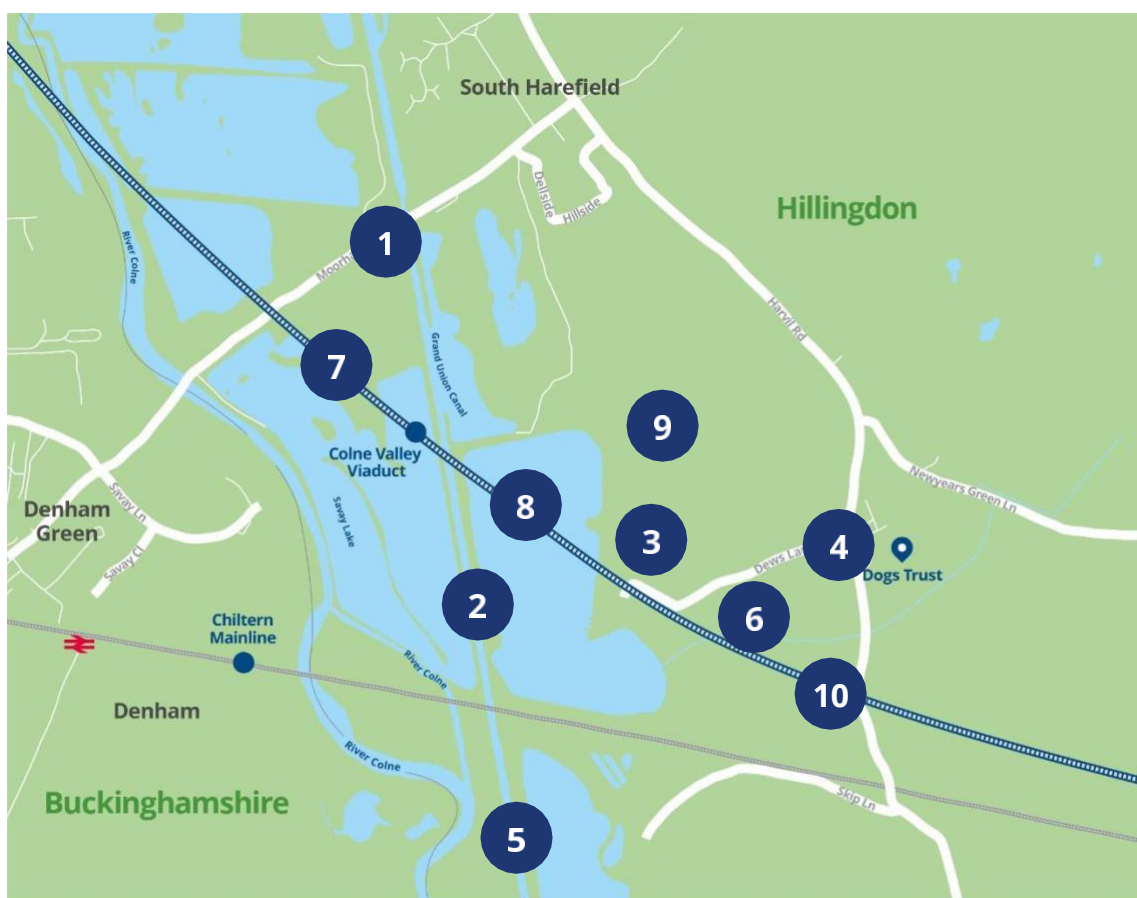 South Harefield
Hillingdon
Dellside
Hillside
River Colne
1
Harvil Rd
Grand Union Canal
7
9
Colne Valley
Viaduct
Newyears Green Ln
Savay Ln
Savay Lake
8
Denham
Green
3
4
Dews
Savay Cl
Dogs Trust
2
6
Chiltern
Mainline
River Colne
10
Denham
River Colne
Buckinghamshire
Skip Ln
5